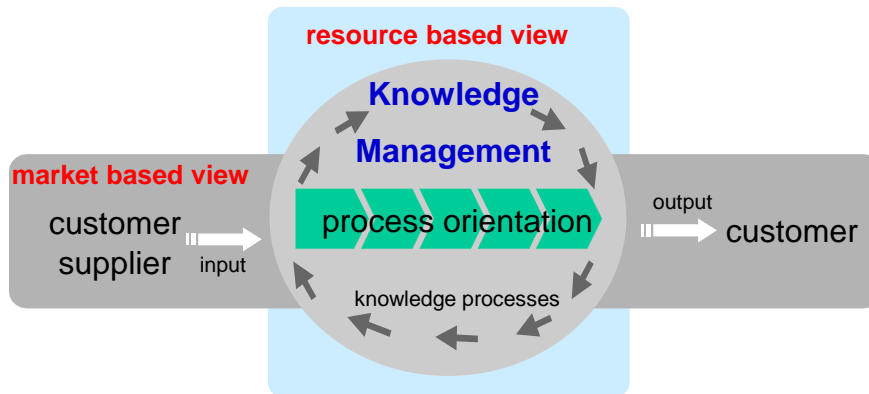 resource based view
Knowledge
Management
market based view
customer
supplier
input
process orientation
output
customer
knowledge processes